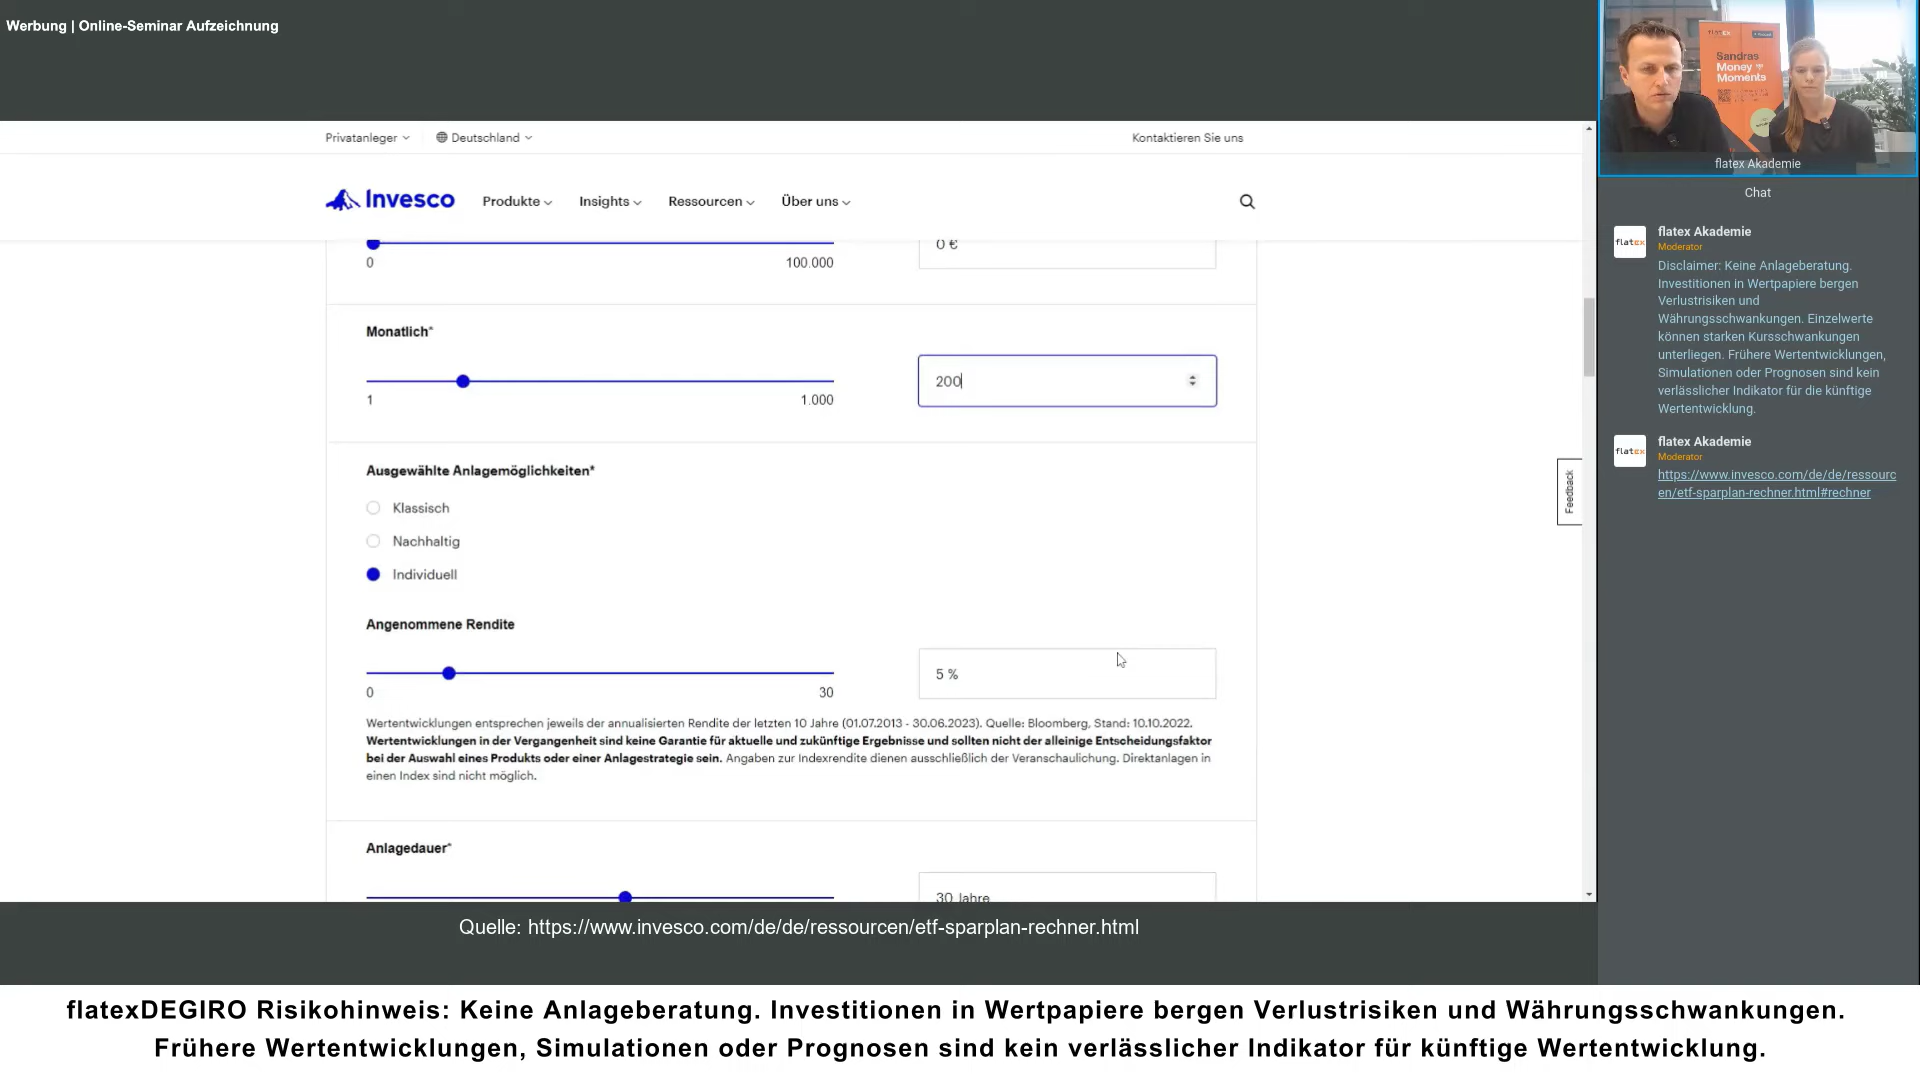 Werbung | Online-Seminar Aufzeichnung
Privatanleger
Deutschland
Kontaktieren Sie uns
Invesco
Produkte
Insights
Ressourcen
Über uns
0 €
0
100.000
Monatlich*
200
1
1.000
Ausgewählte Anlagemöglichkeiten*
Klassisch
Nachhaltig
Individuell
Angenommene Rendite
5 %
0
30
Wertentwicklungen entsprechen jeweils der annualisierten Rendite der letzten 10 Jahre (01.07.2013 - 30.06.2023). Quelle: Bloomberg, Stand: 10.10.2022.
Wertentwicklungen in der Vergangenheit sind keine Garantie für aktuelle und zukünftige Ergebnisse und sollten nicht der alleinige Entscheidungsfaktor
bei der Auswahl eines Produkts oder einer Anlagestrategie sein. Angaben zur Indexrendite dienen ausschließlich der Veranschaulichung. Direktanlagen in
einen Index sind nicht möglich.
Anlagedauer*
30 Jahre
Feedback
Quelle: https://www.invesco.com/de/de/ressourcen/etf-sparplan-rechner.html
flatex
Sandras
Money
Moments
flatex Akademie
Chat
flatex
flatex Akademie
Moderator
Disclaimer: Keine Anlageberatung.
Investitionen in Wertpapiere bergen
Verlustrisiken und
Währungsschwankungen. Einzelwerte
können starken Kursschwankungen
unterliegen. Frühere Wertentwicklungen,
Simulationen oder Prognosen sind kein
verlässlicher Indikator für die künftige
Wertentwicklung.
flatex
flatex Akademie
Moderator
https://www.invesco.com/de/de/ressourc
en/etf-sparplan-rechner.html#rechner
flatexDEGIRO Risikohinweis: Keine Anlageberatung. Investitionen in Wertpapiere bergen Verlustrisiken und Währungsschwankungen.
Frühere Wertentwicklungen, Simulationen oder Prognosen sind kein verlässlicher Indikator für künftige Wertentwicklung.